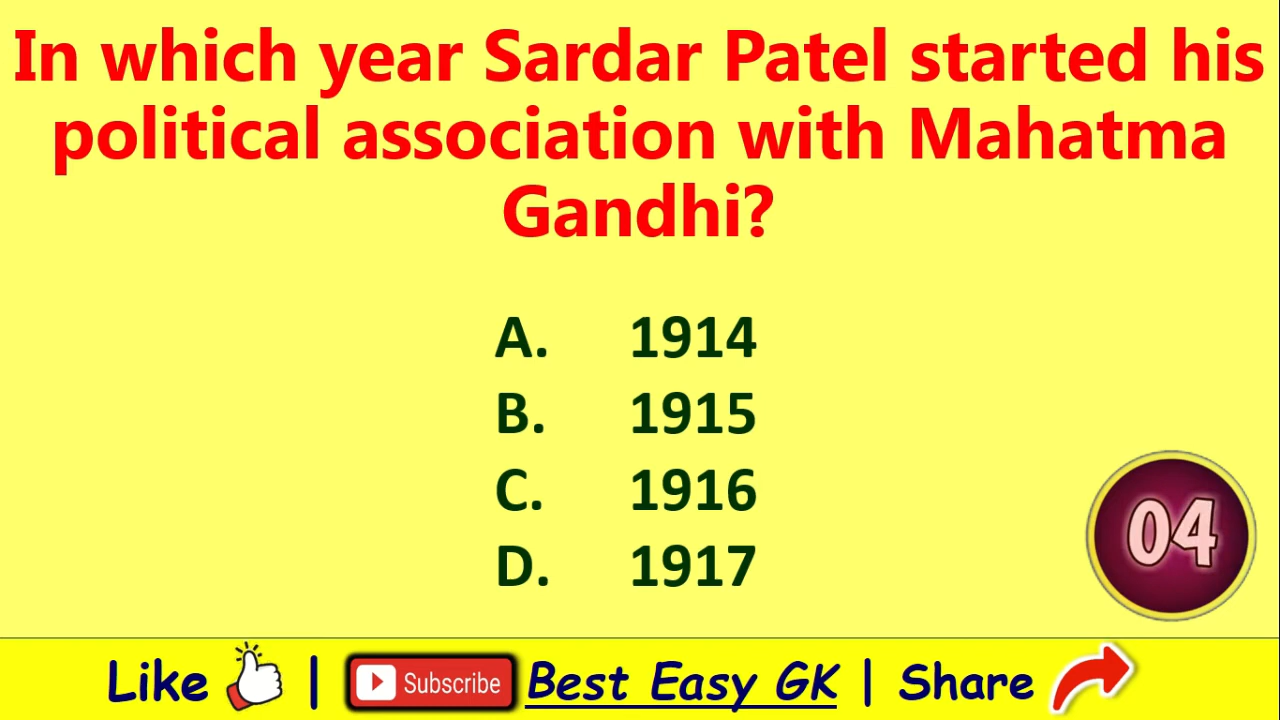 In which year Sardar Patel started his
political association with Mahatma
Gandhi?
A. 1914
B. 1915
C. 1916
D. 1917
04
Like | Subscribe Best Easy GK | Share